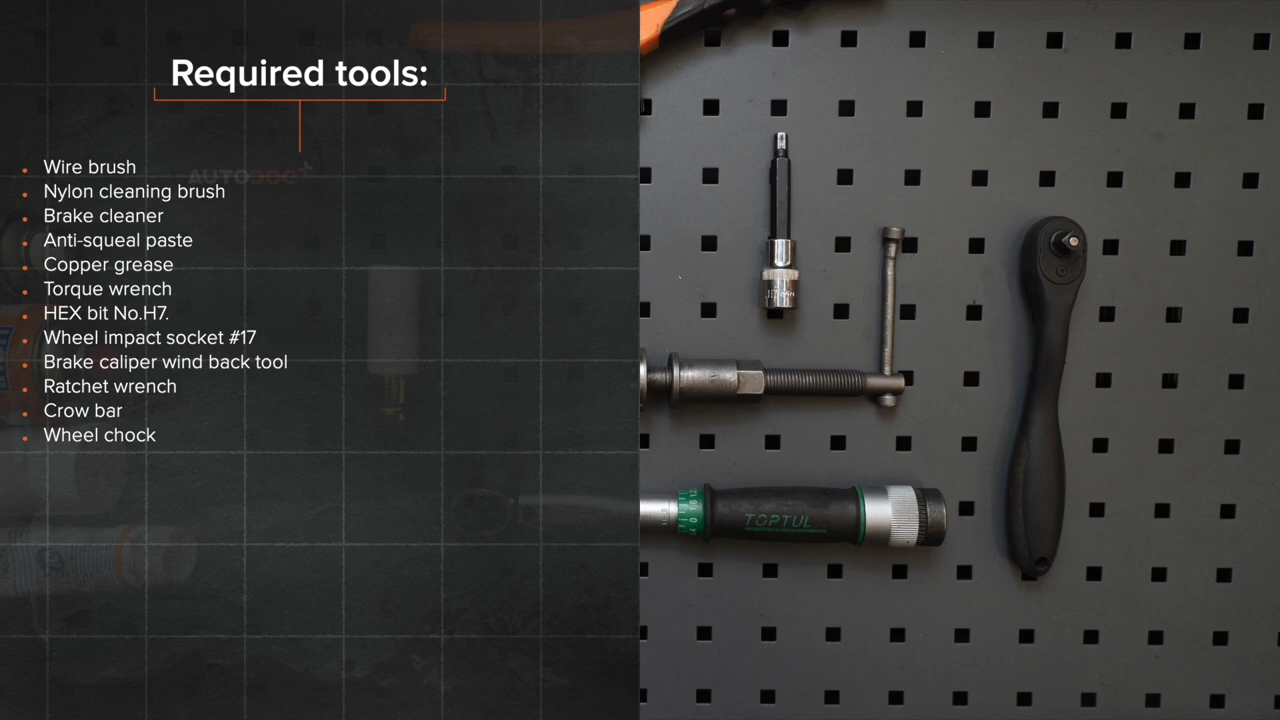 Required tools:
AUTODOC
Wire brush
Nylon cleaning brush
Brake cleaner
Anti-squeal paste
Copper grease
Torque wrench
HEX bit No.H7.
Wheel impact socket #17
Brake caliper wind back tool
Ratchet wrench
Crow bar
Wheel chock
TOPTUL